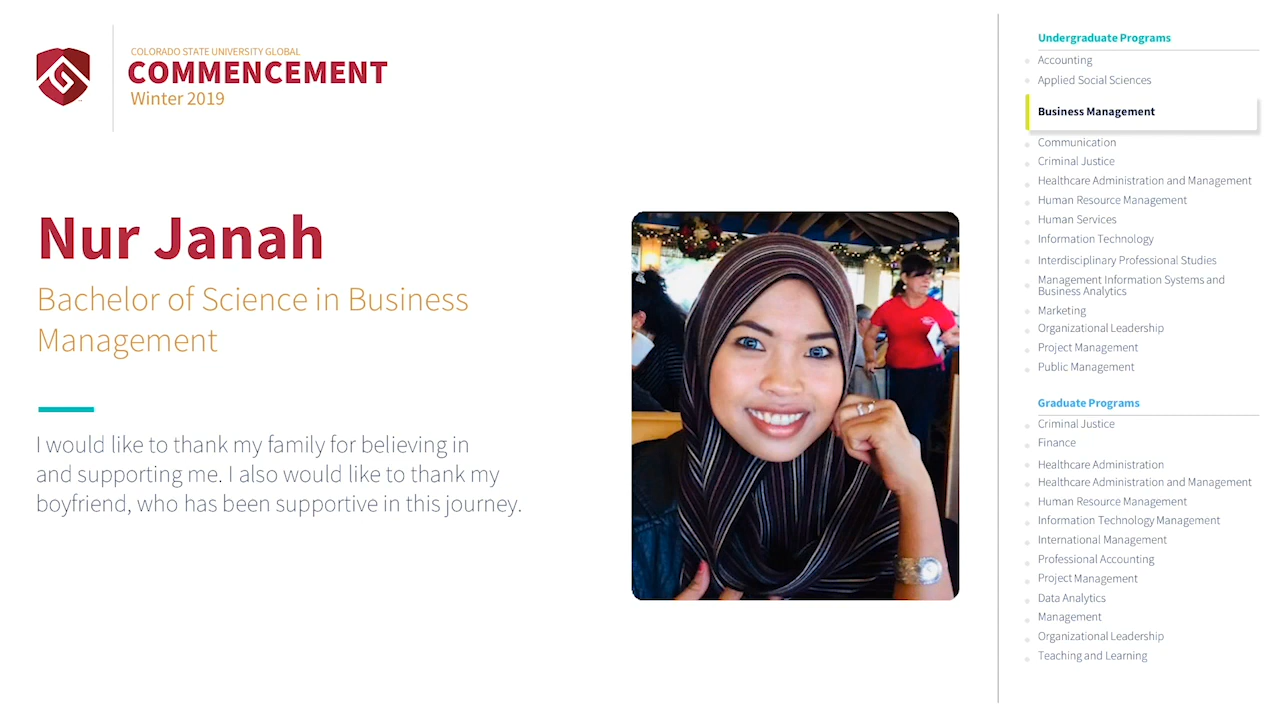 COLORADO STATE UNIVERSITY GLOBAL
COMMENCEMENT
Winter 2019
Nur Janah
Bachelor of Science in Business
Management
I would like to thank my family for believing in
and supporting me. I also would like to thank my
boyfriend, who has been supportive in this journey.
Undergraduate Programs
Accounting
Applied Social Sciences
Business Management
Communication
Criminal Justice
Healthcare Administration and Management
Human Resource Management
Human Services
Information Technology
Interdisciplinary Professional Studies
Management Information Systems and
Business Analytics
Marketing
Organizational Leadership
Project Management
Public Management
Graduate Programs
Criminal Justice
Finance
Healthcare Administration
Healthcare Administration and Management
Human Resource Management
Information Technology Management
International Management
Professional Accounting
Project Management
Data Analytics
Management
Organizational Leadership
Teaching and Learning